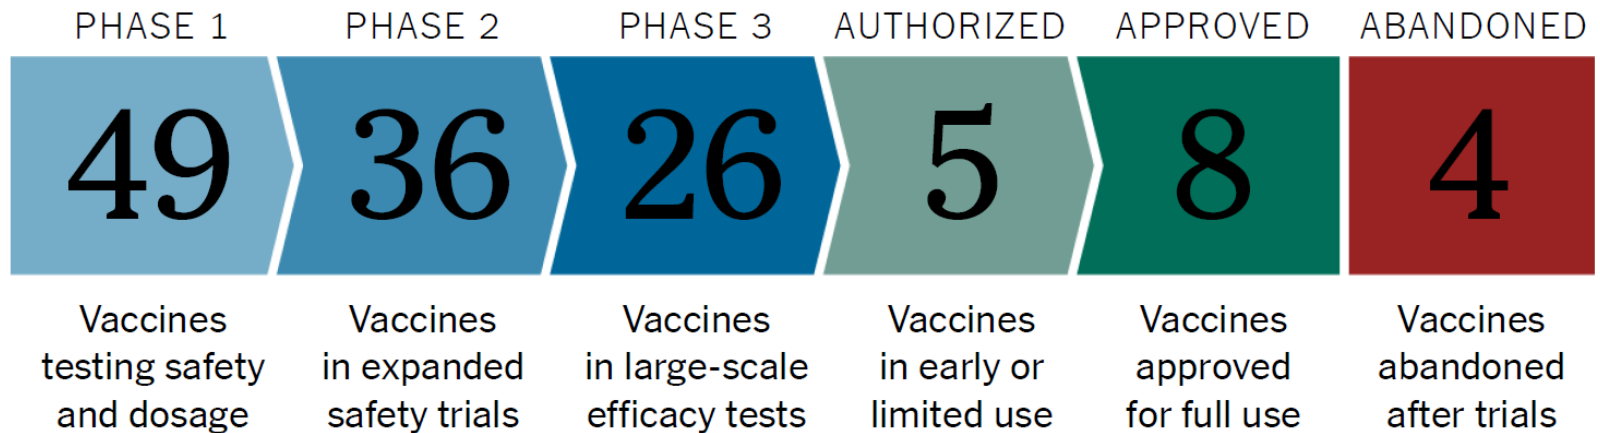 PHASE 1 PHASE 2 PHASE 3 AUTHORIZED APPROVED ABANDONED
49 36 26 5 8 4
Vaccines Vaccines Vaccines Vaccines Vaccines Vaccines
testing safety in expanded in large-scale in early or approved abandoned
and dosage safety trials efficacy tests limited use for full use after trials